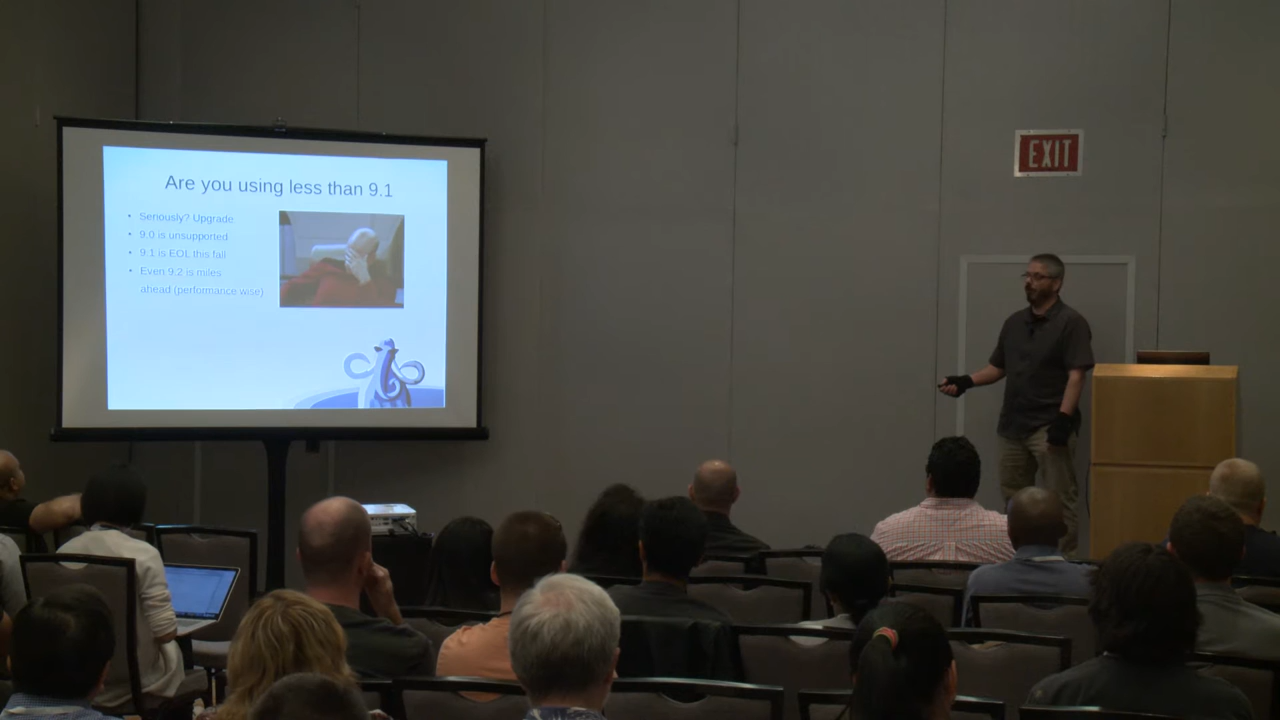 Are you using less than 9.1
• Seriously? Upgrade.
• 9.0 is unsupported
• 9.1 is EOL this fall
• Even 9.2 is miles
ahead (performance wise)
EXIT